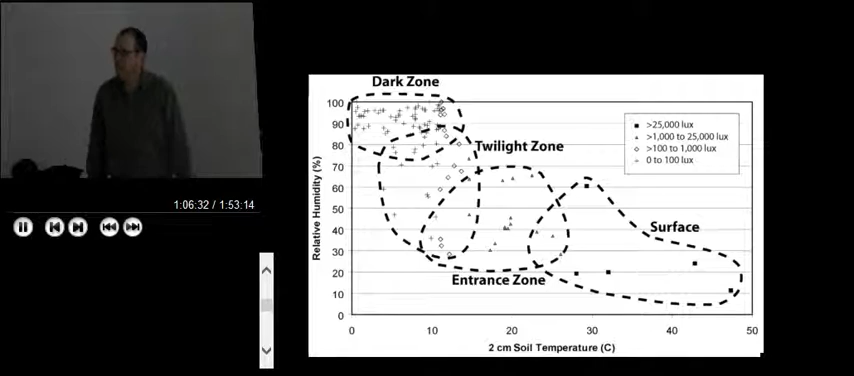 1:06:32 / 1:53:14
Dark Zone
Twilight Zone
Entrance Zone
Surface
>25,000 lux
>1,000 to 25,000 lux
>100 to 1,000 lux
0 to 100 lux
Relative Humidity (%)
100
90
80
70
60
50
40
30
20
10
0
0 10 20 30 40 50
2 cm Soil Temperature (C)